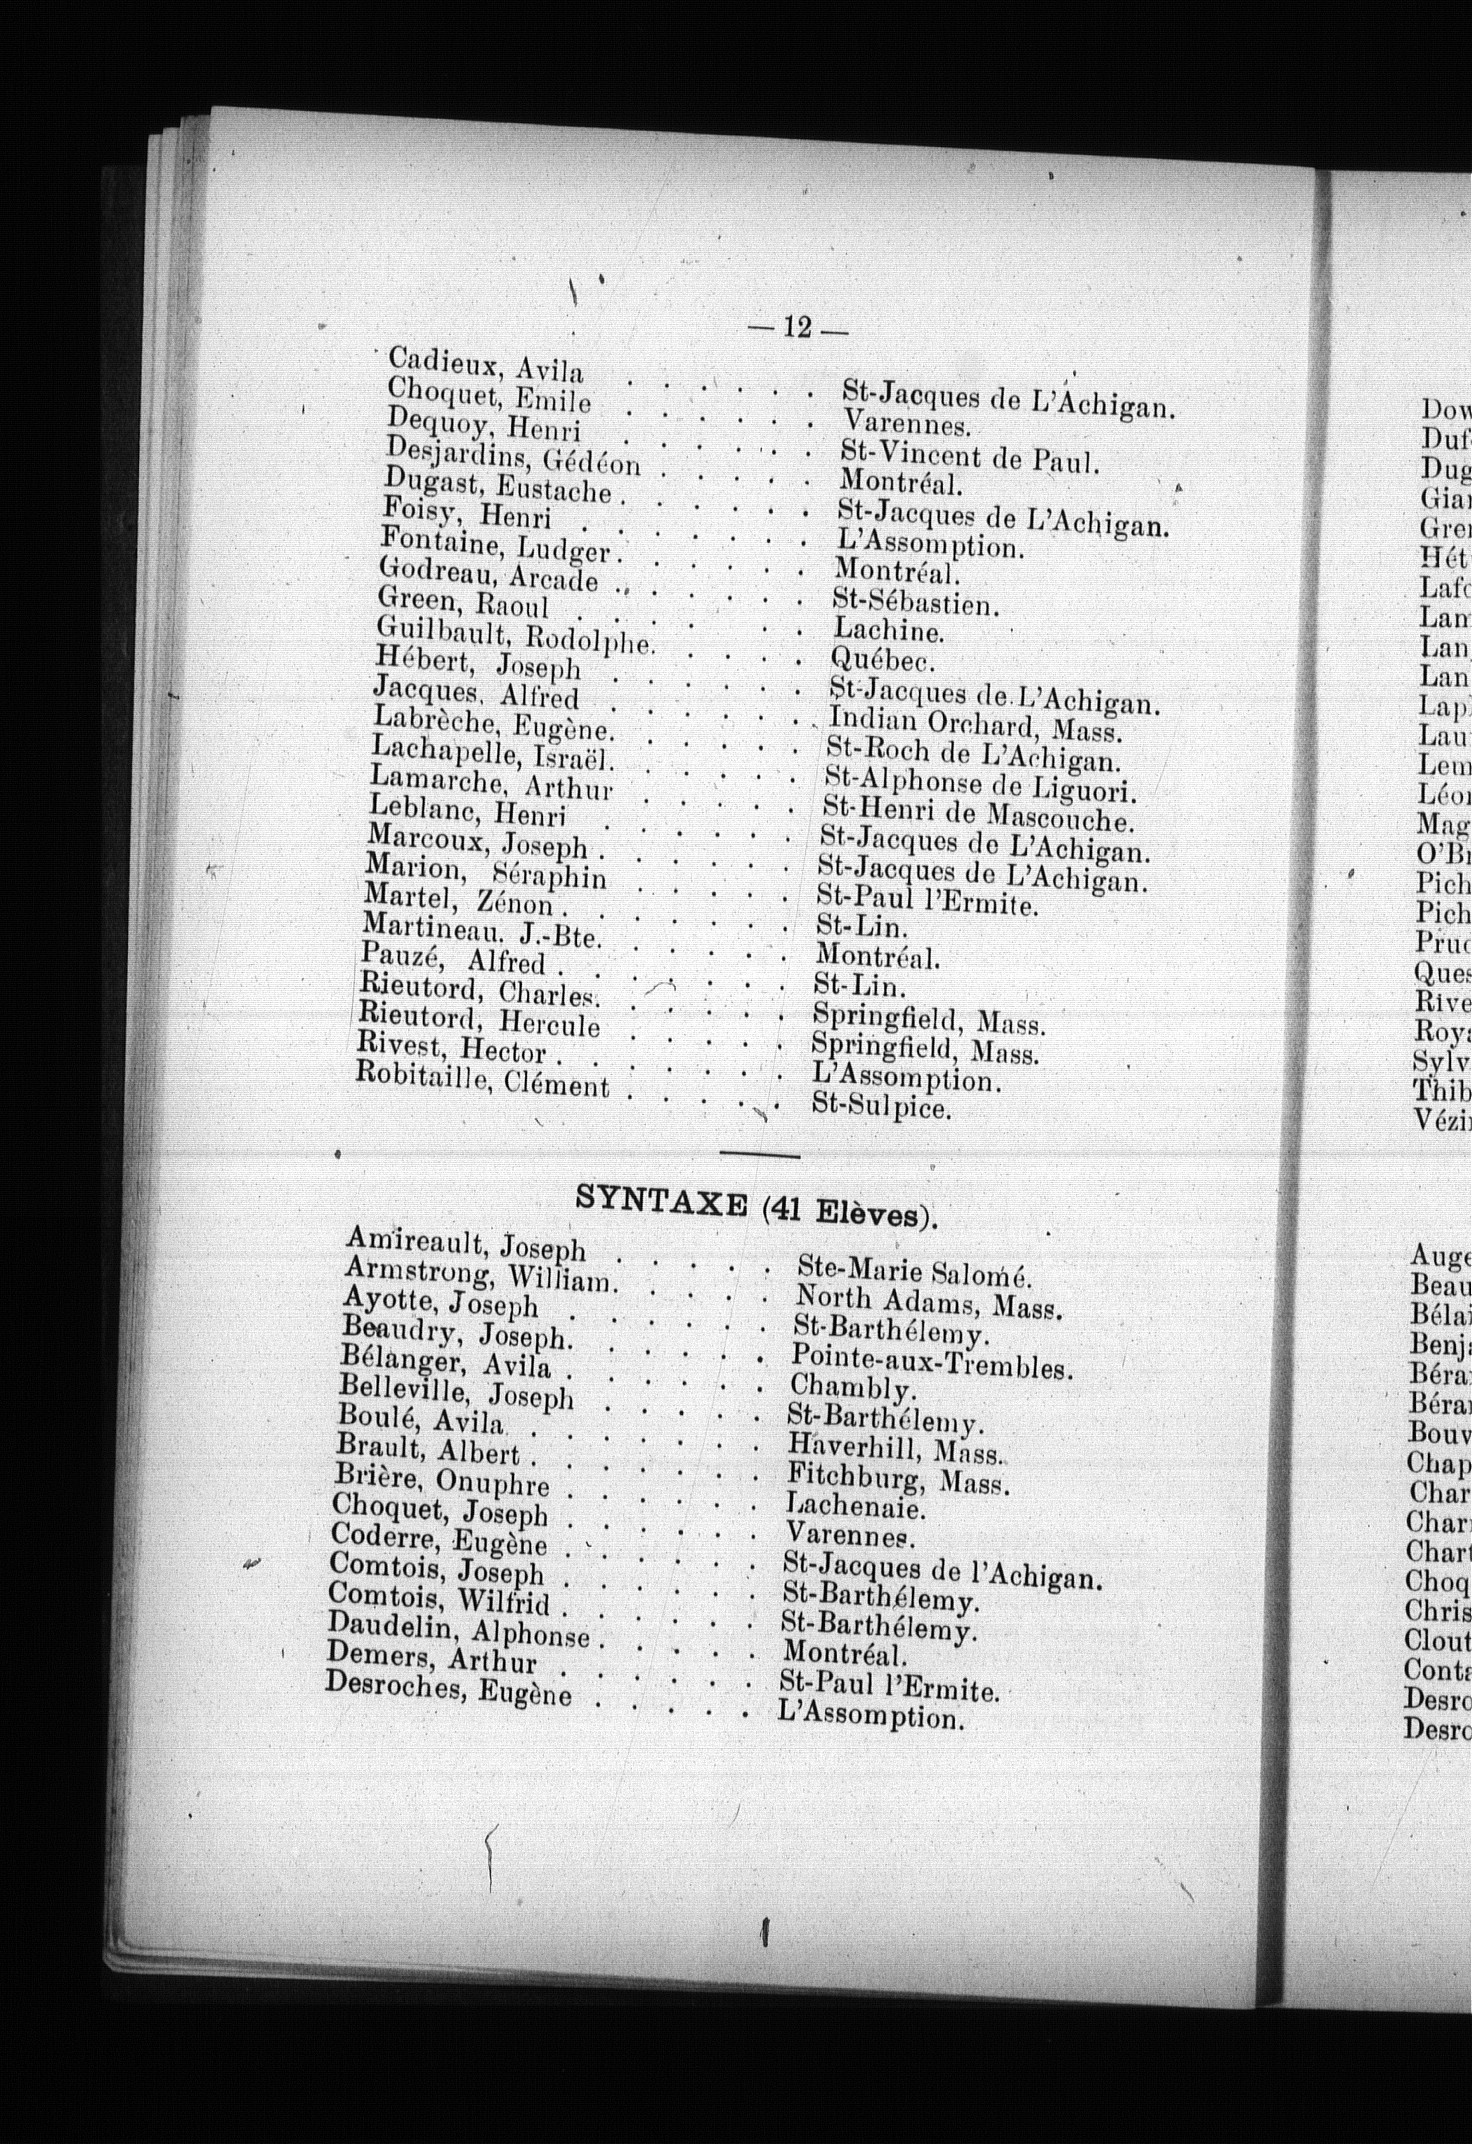 — 12 —
Cadieux, Avila . . . . . . St-Jacques de L'Achigan.
Choquet, Emile . . . . . . Varennes.
Dequoy, Henri . . . . . . St-Vincent de Paul.
Desjardins, Gédéon . . . . . Montréal.
Dugast, Eustache . . . . . . St-Jacques de L'Achigan.
Foisy, Henri . . . . . . . L'Assomption.
Fontaine, Ludger . . . . . . Montréal.
Godreau, Arcade . . . . . . St-Sébastien.
Green, Raoul . . . . . . Lachine.
Guilbault, Rodolphe. . . . . Québec.
Hébert, Joseph . . . . . . St-Jacques de L'Achigan.
Jacques, Alfred . . . . . . Indian Orchard, Mass.
Labrèche, Eugène. . . . . . St-Roch de L'Achigan.
Lachapelle, Israël. . . . . . St-Alphonse de Liguori.
Lamarche, Arthur . . . . . St-Henri de Mascouche.
Leblanc, Henri . . . . . . St-Jacques de L'Achigan.
Marcoux, Joseph . . . . . . St-Jacques de L'Achigan.
Marion, Séraphin . . . . . St-Paul l'Ermite.
Martel, Zénon . . . . . . . St-Lin.
Martineau. J.-Bte. . . . . . Montréal.
Pauzé, Alfred . . . . . . . St-Lin.
Rieutord, Charles. . . . . . Springfield, Mass.
Rieutord, Hercule . . . . . Springfield, Mass.
Rivest, Hector . . . . . . . L'Assomption.
Robitaille, Clément . . . . . St-Sulpice.
SYNTAXE (41 Elèves).
Amireault, Joseph . . . . . Ste-Marie Salomé.
Armstrong, William. . . . . North Adams, Mass.
Ayotte, Joseph . . . . . . St-Barthélemy.
Beaudry, Joseph. . . . . . Pointe-aux-Trembles.
Bélanger, Avila . . . . . . Chambly.
Belleville, Joseph . . . . . St-Barthélemy.
Boulé, Avila . . . . . . . Haverhill, Mass.
Brault, Albert . . . . . . . Fitchburg, Mass.
Brière, Onuphre . . . . . . Lachenaie.
Choquet, Joseph . . . . . . Varennes.
Coderre, Eugène . . . . . . St-Jacques de l'Achigan.
Comtois, Joseph . . . . . . St-Barthélemy.
Comtois, Wilfrid . . . . . . St-Barthélemy.
Daudelin, Alphonse . . . . . Montréal.
Demers, Arthur . . . . . . St-Paul l'Ermite.
Desroches, Eugène . . . . . L'Assomption.